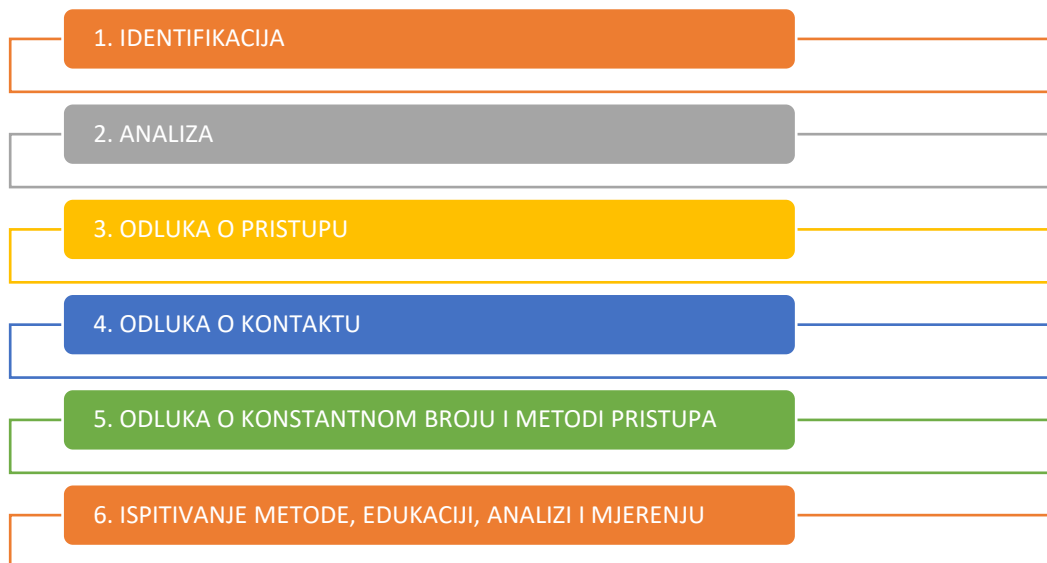 1. IDENTIFIKACIJA
2. ANALIZA
3. ODLUKA O PRISTUPU
4. ODLUKA O KONTAKTU
5. ODLUKA O KONSTANTNOM BROJU I METODI PRISTUPA
6. ISPITIVANJE METODE, EDUKACIJI, ANALIZI I MJERENJU